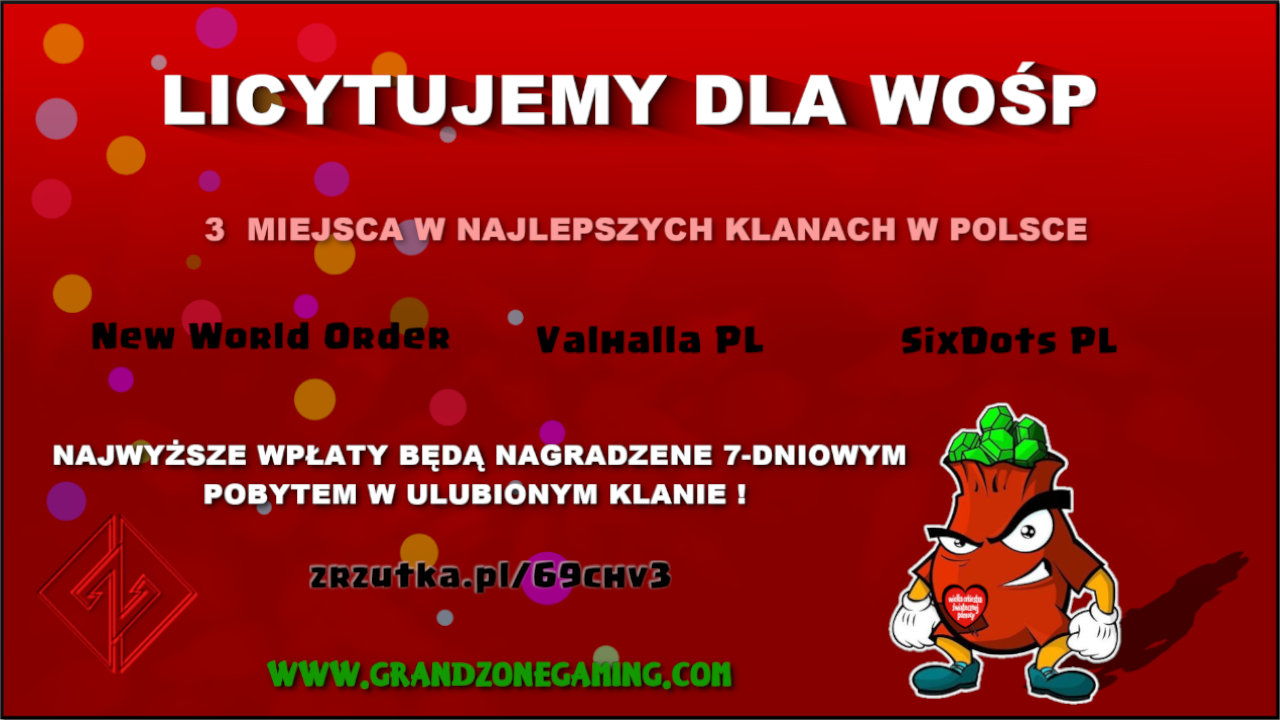 LICYTUJEMY DLA WOŚP
3 MIEJSCA W NAJLEPSZYCH KLANACH W POLSCE
New World Order Valhalla PL SixDots PL
NAJWYŻSZE WPŁATY BĘDĄ NAGRADZENE 7-DNIOWYM
POBYTEM W ULUBIONYM KLANIE !
zrzutka.pl/69chv3
wielka orkiestra
świątecznej
pomocy
WWW.GRANDZONEGAMING.COM